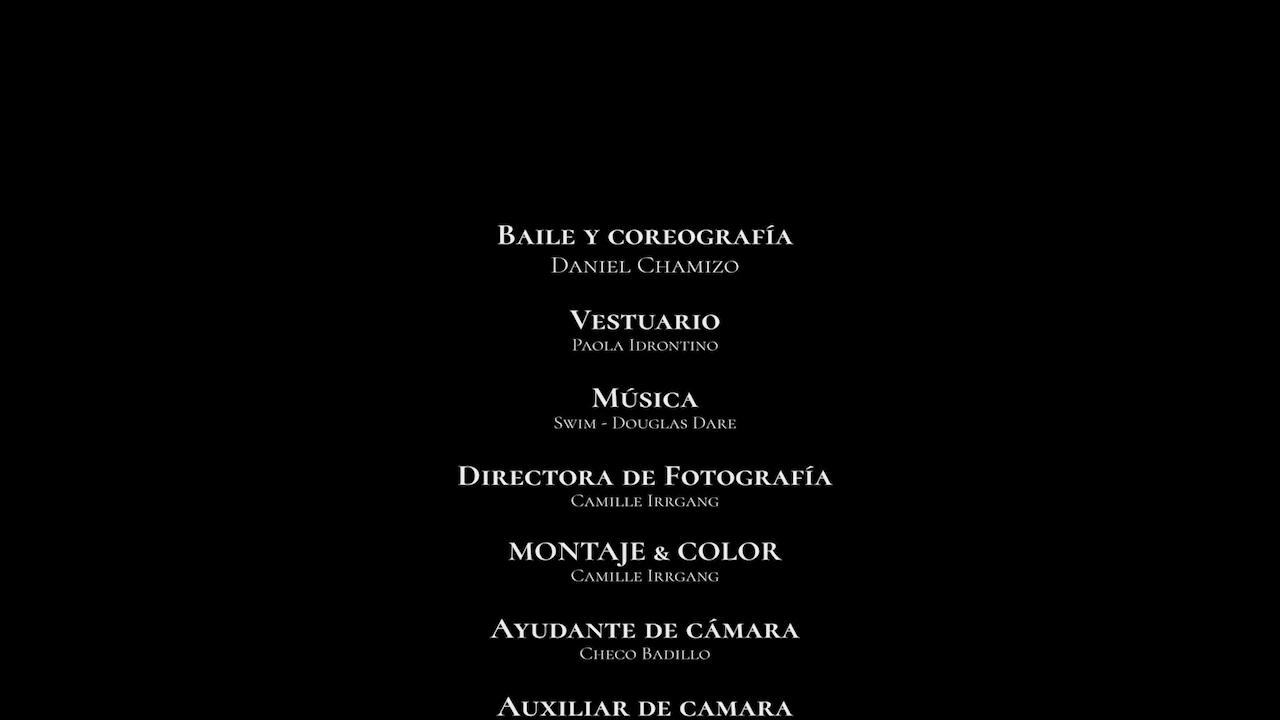 Baile y coreografía
Daniel Chamizo
Vestuario
Paola Idrontino
Música
Swim - Douglas Dare
Directora de Fotografía
Camille Irrgang
MONTAJE & COLOR
Camille Irrgang
Ayudante de cámara
Checo Badillo
Auxiliar de camara